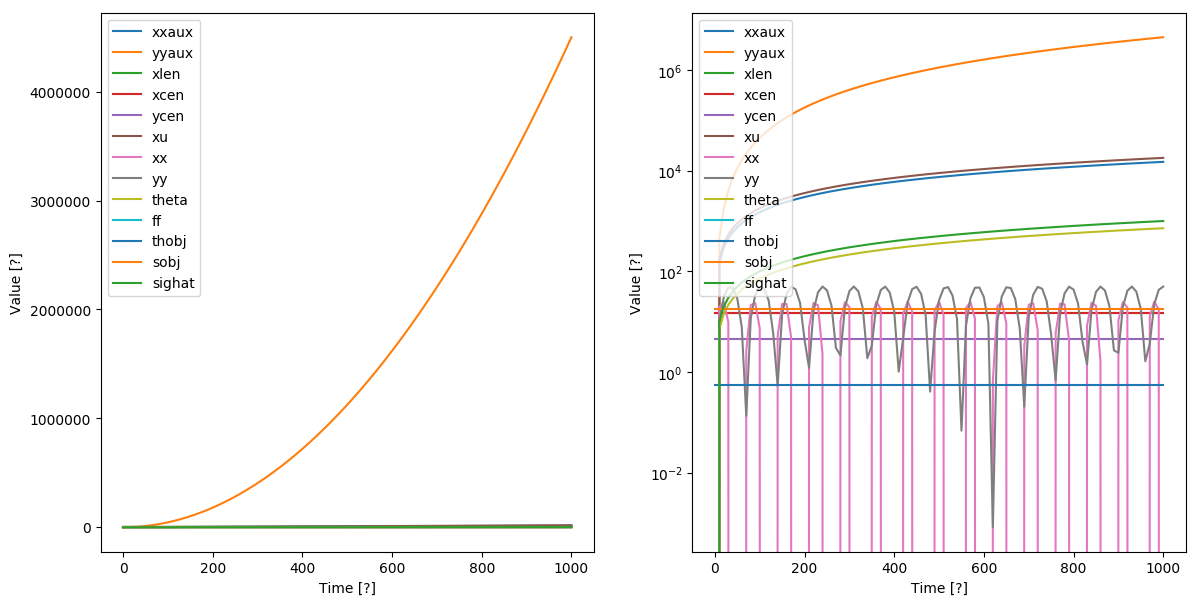 4000000
3000000
2000000
1000000
0
Value [?]
0 200 400 600 800 1000
Time [?]
xxaux
yyaux
xlen
xcen
ycen
xu
xx
yy
theta
ff
thobj
sobj
sighat
10^6
10^4
10^2
10^0
10^-2
Value [?]
0 200 400 600 800 1000
Time [?]
xxaux
yyaux
xlen
xcen
ycen
xu
xx
yy
theta
ff
thobj
sobj
sighat